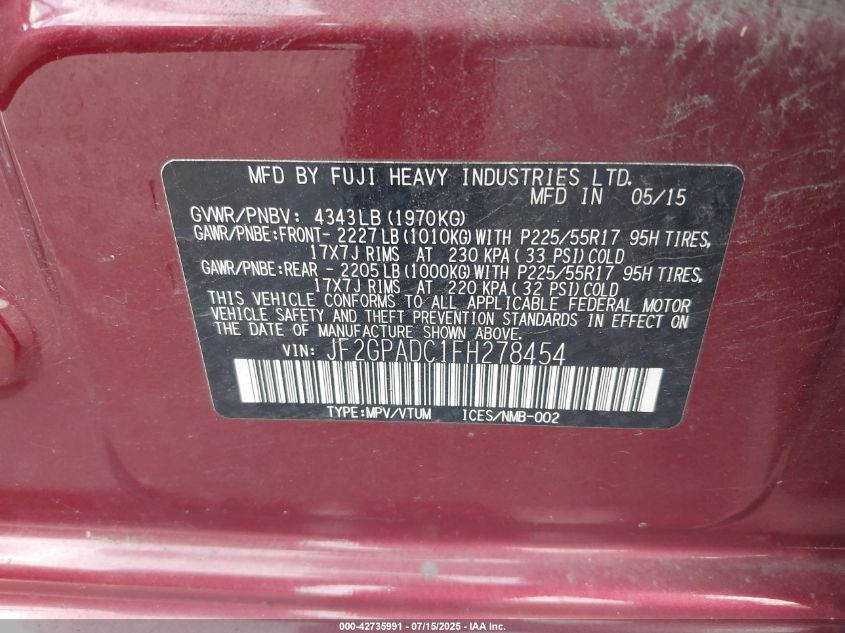 MFD BY FUJI HEAVY INDUSTRIES LTD.
MFD IN 05/15
GVWR/PNBV: 4343LB(1970KG)
GAWR/PNBE:FRONT- 2227LB(1010KG)WITH P225/55R17 95H TIRES,
17X7J RIMS AT 230 KPA(33 PSI)COLD
GAWR/PNBE:REAR - 2205LB(1000KG)WITH P225/55R17 95H TIRES,
17X7J RIMS AT 220 KPA(32 PSI)COLD
THIS VEHICLE CONFORMS TO ALL APPLICABLE FEDERAL MOTOR
VEHICLE SAFETY AND THEFT PREVENTION STANDARDS IN EFFECT ON
THE DATE OF MANUFACTURE SHOWN ABOVE.
VIN: JF2GPADC1FH278454
TYPE:MPV/VTUM ICES/NMB-002
000-42735991 - 07/15/2025 - IAA Inc.